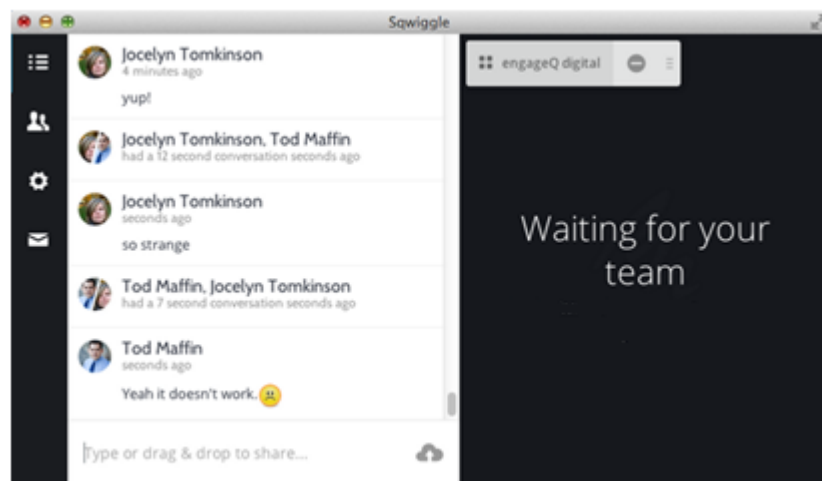 Sqwiggle
Jocelyn Tomkinson
4 minutes ago
yup!
Jocelyn Tomkinson, Tod Maffin
had a 12 second conversation seconds ago
Jocelyn Tomkinson
seconds ago
so strange
Tod Maffin, Jocelyn Tomkinson
had a 7 second conversation seconds ago
Tod Maffin
seconds ago
Yeah it doesn't work.
Type or drag & drop to share...
engageQ digital
Waiting for your
team